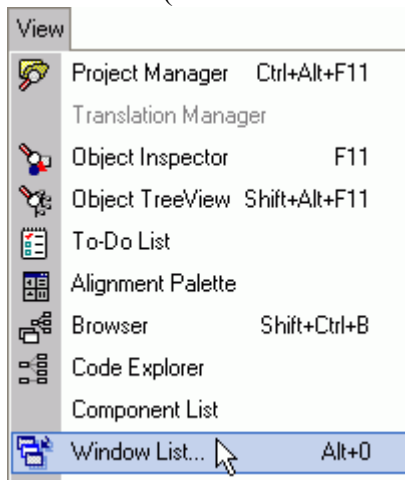 (
View
Project Manager Ctrl+Alt+F11
Translation Manager
Object Inspector F11
Object TreeView Shift+Alt+F11
To-Do List
Alignment Palette
Browser Shift+Ctrl+B
Code Explorer
Component List
Window List... Alt+0